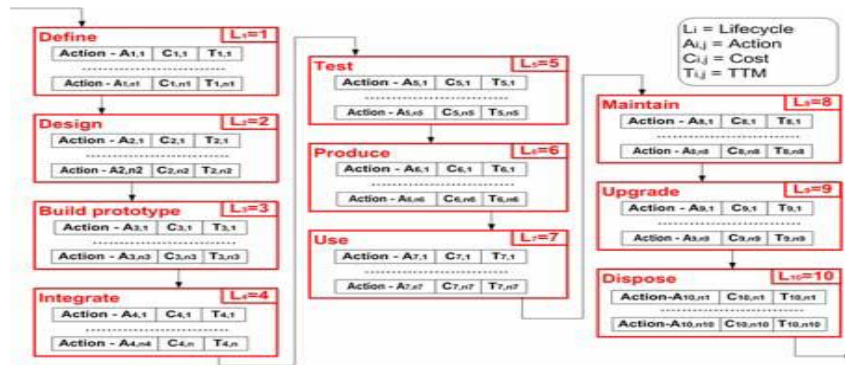 Define L₁=1
Action - A1,1 C1,1 T1,1
Action - A1,n1 C1,n1 T1,n1
Design L₂=2
Action - A2,1 C2,1 T2,1
Action - A2,n2 C2,n2 T2,n2
Build prototype L₃=3
Action - A3,1 C3,1 T3,1
Action - A3,n3 C3,n3 T3,n3
Integrate L₄=4
Action - A4,1 C4,1 T4,1
Action - A4,n4 C4,n T4,n
Test L₅=5
Action - A5,1 C5,1 T5,1
Action - A5,n5 C5,n5 T5,n5
Produce L₆=6
Action - A6,1 C6,1 T6,1
Action - A6,n6 C6,n6 T6,n6
Use L₇=7
Action - A7,1 C7,1 T7,1
Action - A7,n7 C7,n7 T7,n7
Li = Lifecycle
Ai,j = Action
Ci,j = Cost
Ti,j = TTM
Maintain L₈=8
Action - A8,1 C8,1 T8,1
Action - A8,n8 C8,n8 T8,n8
Upgrade L₉=9
Action - A9,1 C9,1 T9,1
Action - A9,n9 C9,n9 T9,n9
Dispose L₁₀=10
Action-A10,n1 C10,n1 T10,n1
Action-A10,n10 C10,n10 T10,n10